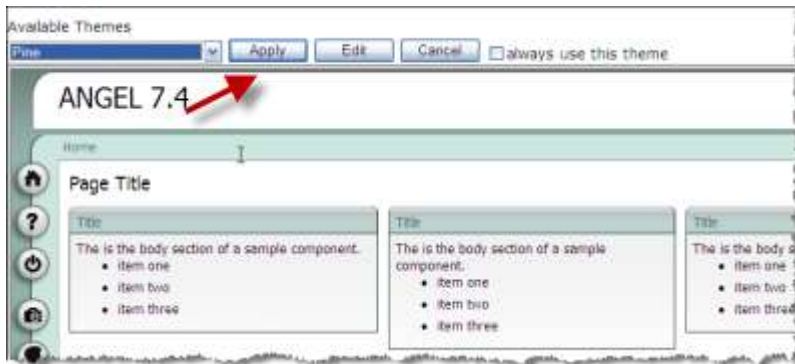 Available Themes
Pine Apply Edit Cancel always use this theme
ANGEL 7.4
Home
Page Title
Title Title Title
The is the body section of a sample component. The is the body section of a sample The is the body s
component.
item one item one item one
item two item two item two
item three item three item three